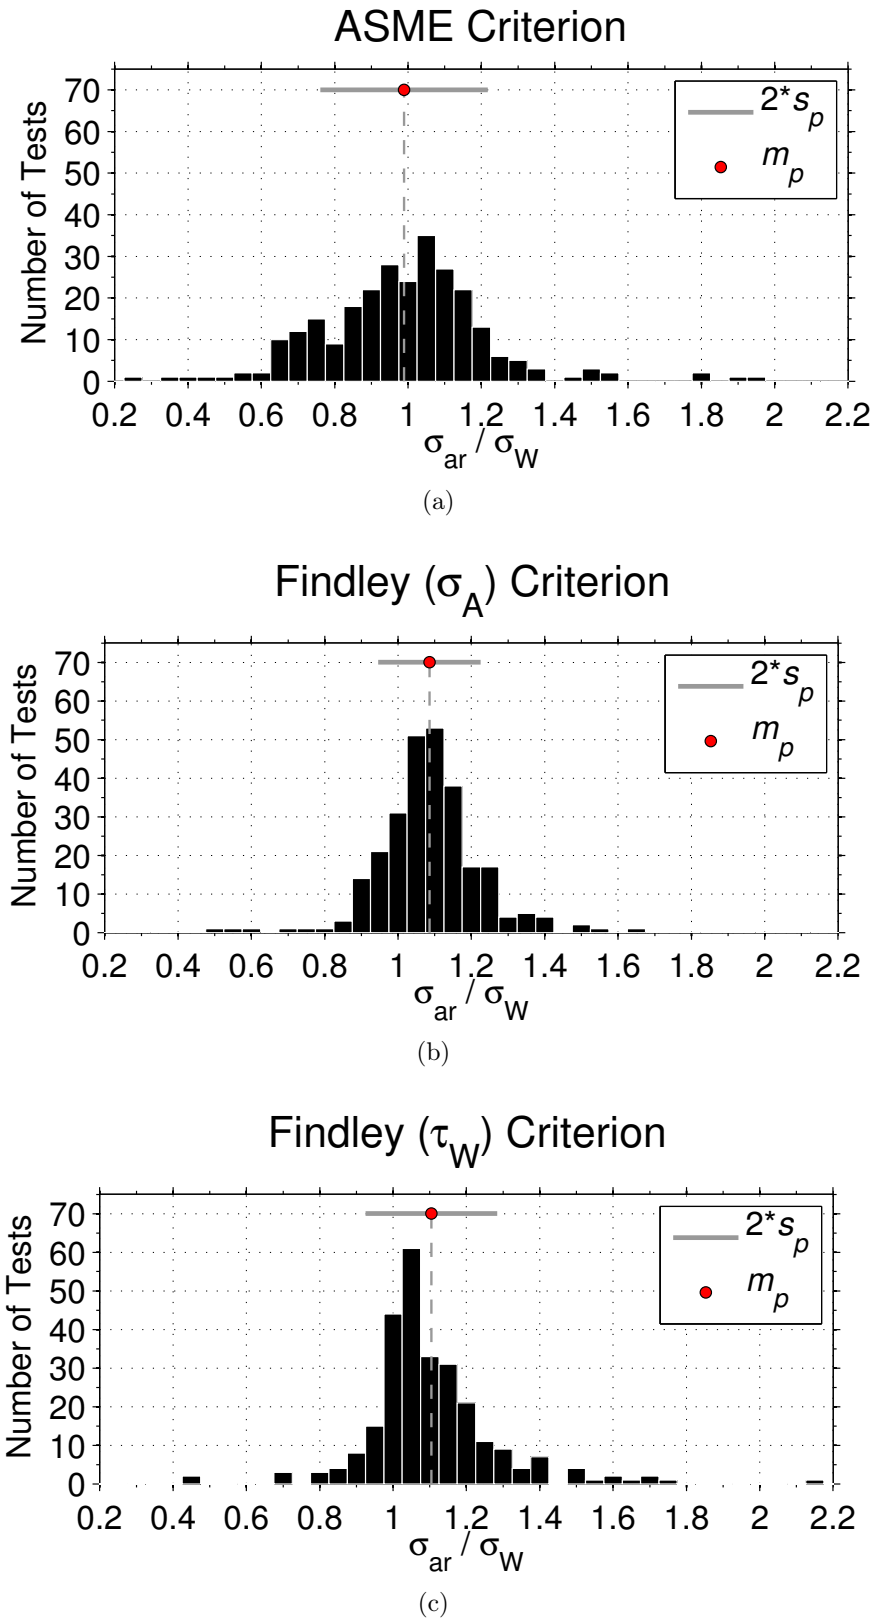 ASME Criterion
Number of Tests
70
60
50
40
30
20
10
0
2*s_p
m_p
0.2 0.4 0.6 0.8 1 1.2 1.4 1.6 1.8 2 2.2
σ_ar / σ_W
(a)
Findley (σ_A) Criterion
Number of Tests
70
60
50
40
30
20
10
0
2*s_p
m_p
0.2 0.4 0.6 0.8 1 1.2 1.4 1.6 1.8 2 2.2
σ_ar / σ_W
(b)
Findley (τ_W) Criterion
Number of Tests
70
60
50
40
30
20
10
0
2*s_p
m_p
0.2 0.4 0.6 0.8 1 1.2 1.4 1.6 1.8 2 2.2
σ_ar / σ_W
(c)